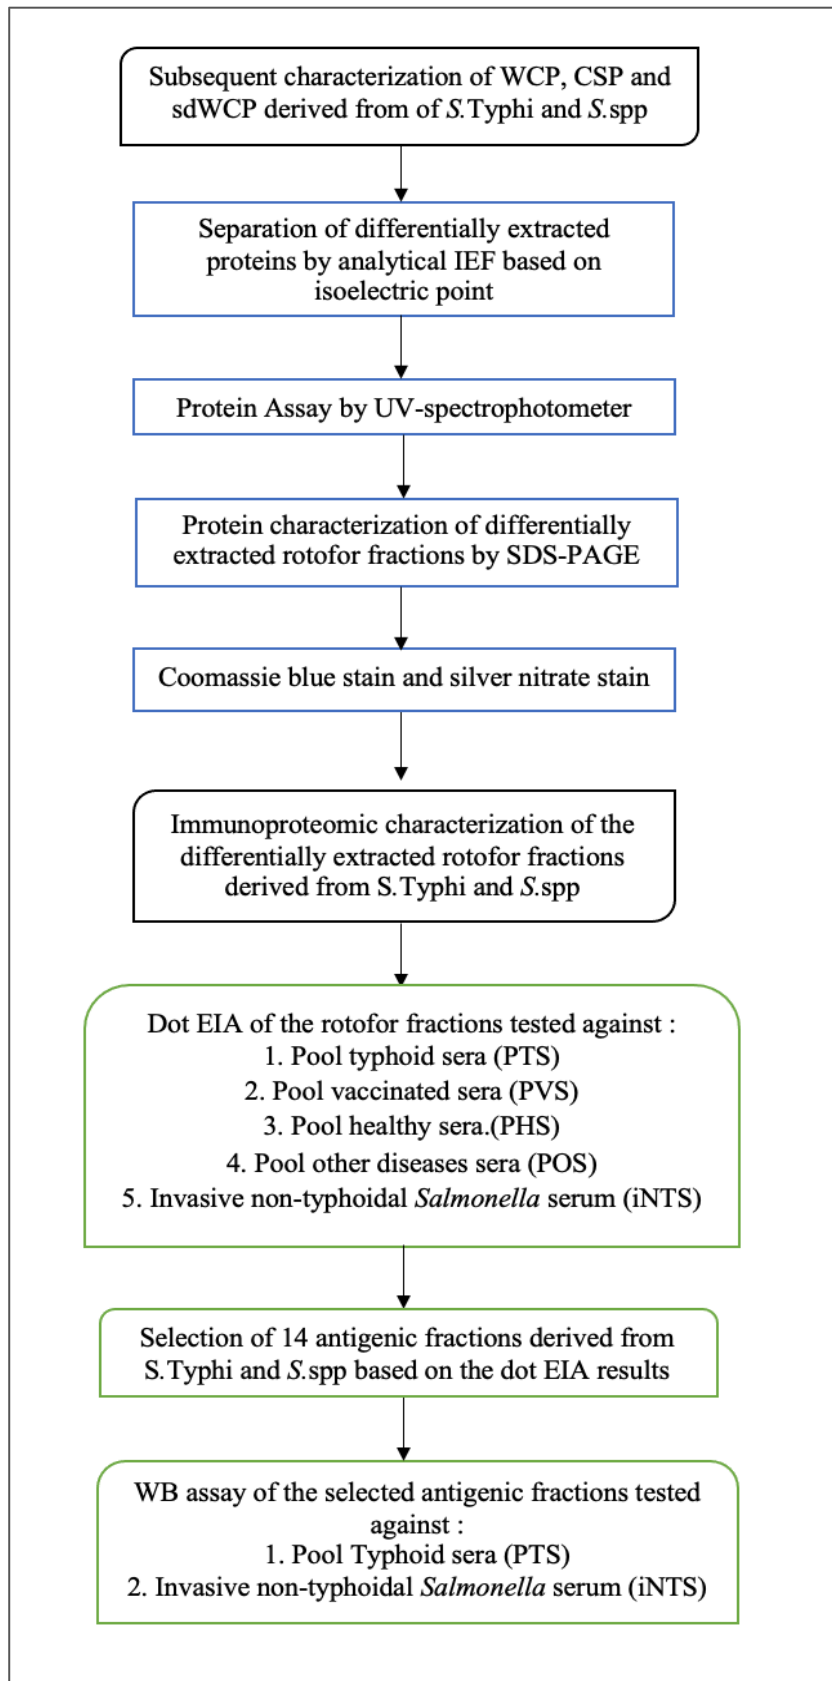 Subsequent characterization of WCP, CSP and
sdWCP derived from of S.Typhi and S.spp
Separation of differentially extracted
proteins by analytical IEF based on
isoelectric point
Protein Assay by UV-spectrophotometer
Protein characterization of differentially
extracted rotofor fractions by SDS-PAGE
Coomassie blue stain and silver nitrate stain
Immunoproteomic characterization of the
differentially extracted rotofor fractions
derived from S.Typhi and S.spp
Dot EIA of the rotofor fractions tested against :
1. Pool typhoid sera (PTS)
2. Pool vaccinated sera (PVS)
3. Pool healthy sera.(PHS)
4. Pool other diseases sera (POS)
5. Invasive non-typhoidal Salmonella serum (iNTS)
Selection of 14 antigenic fractions derived from
S.Typhi and S.spp based on the dot EIA results
WB assay of the selected antigenic fractions tested
against :
1. Pool Typhoid sera (PTS)
2. Invasive non-typhoidal Salmonella serum (iNTS)